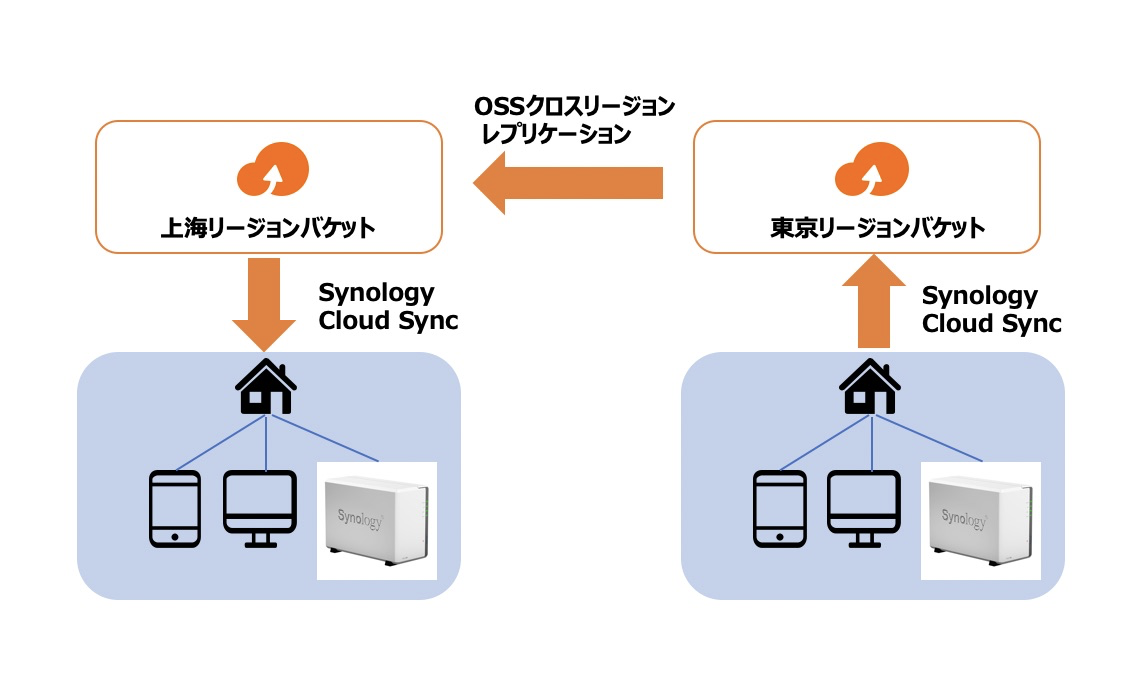 OSSクロスリージョン
レプリケーション
上海リージョンバケット
東京リージョンバケット
Synology
Cloud Sync
Synology
Cloud Sync
Synology
Synology